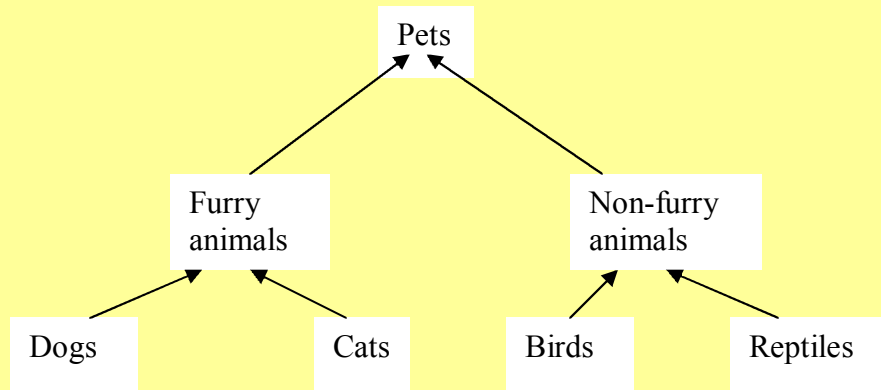 Pets
Furry
animals
Non-furry
animals
Dogs
Cats
Birds
Reptiles